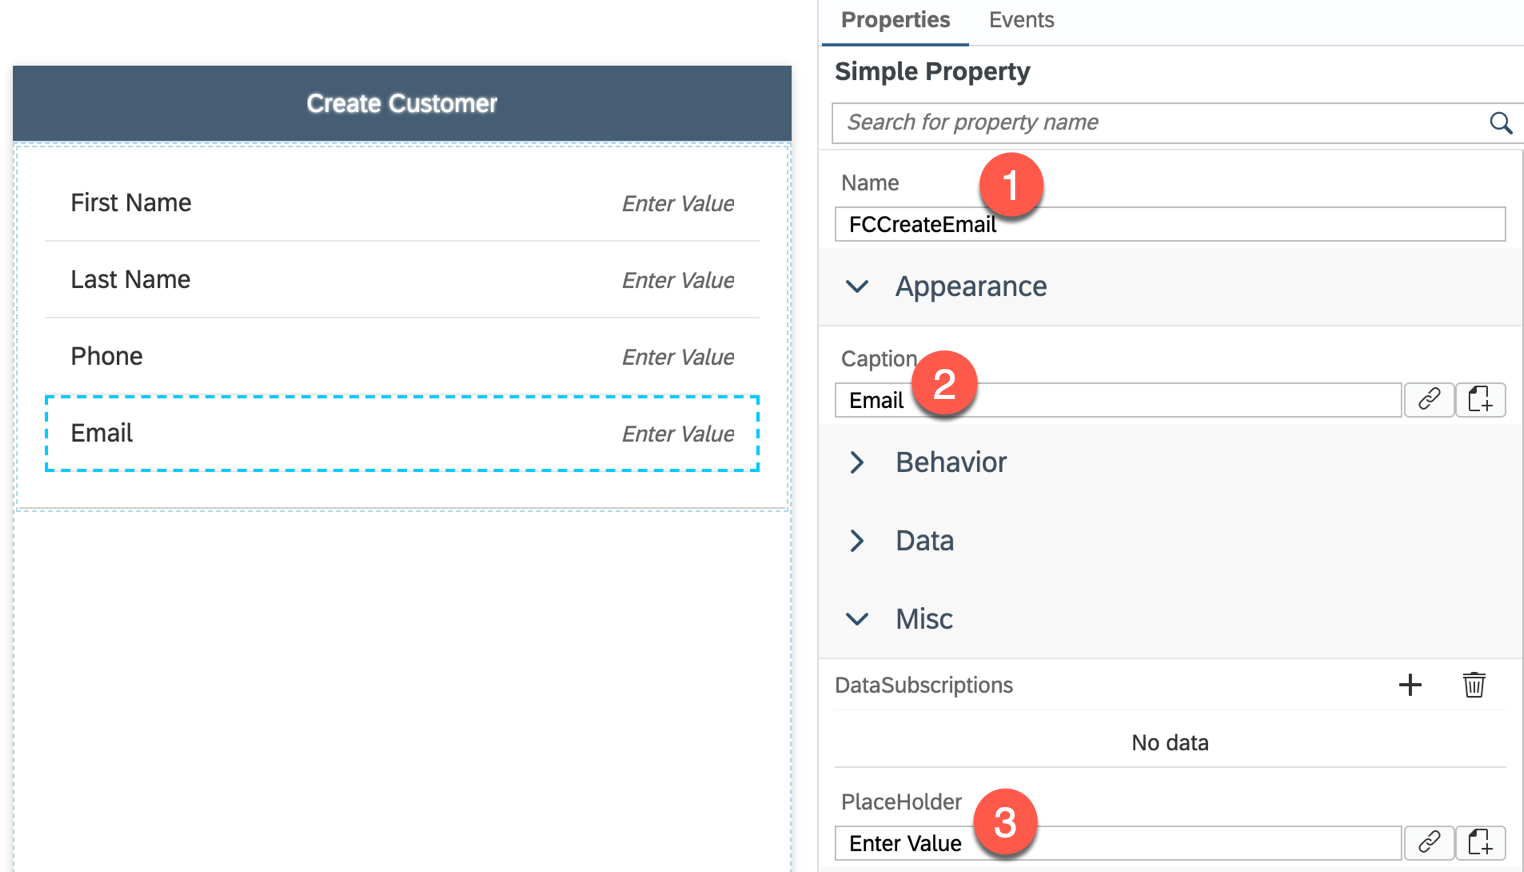 Create Customer
First Name Enter Value
Last Name Enter Value
Phone Enter Value
Email Enter Value
Properties Events
Simple Property
Search for property name
Name 1
FCCreateEmail
Appearance
Caption 2
Email
Behavior
Data
Misc
DataSubscriptions
No data
PlaceHolder 3
Enter Value